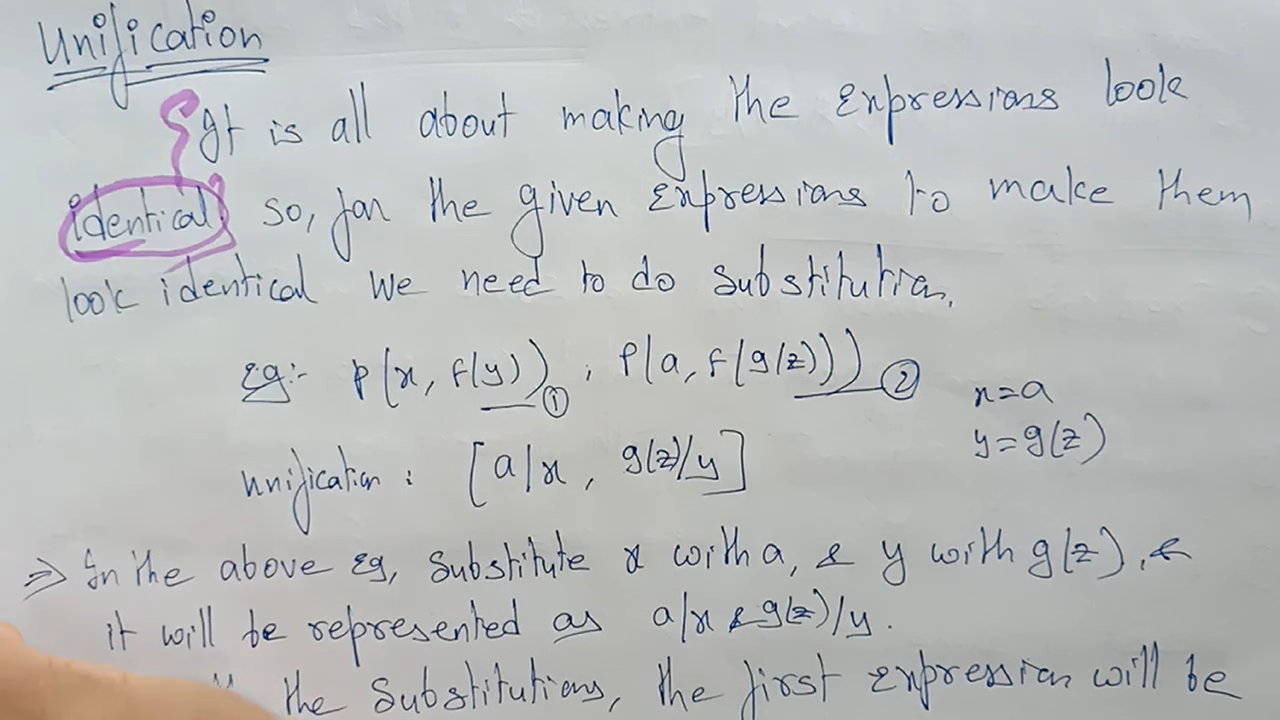 Unification
It is all about making the expressions look
identical so, for the given expressions to make them
look identical we need to do substitution.
Eg:- p(x, f(y)) ①, P(a, f(g(z))) ②
x=a
y=g(z)
unification : [a/x, g(z)/y]
⇒ In the above eg, substitute x with a, & y with g(z), &
it will be represented as a/x & g(z)/y.
the substitutions, the first expression will be